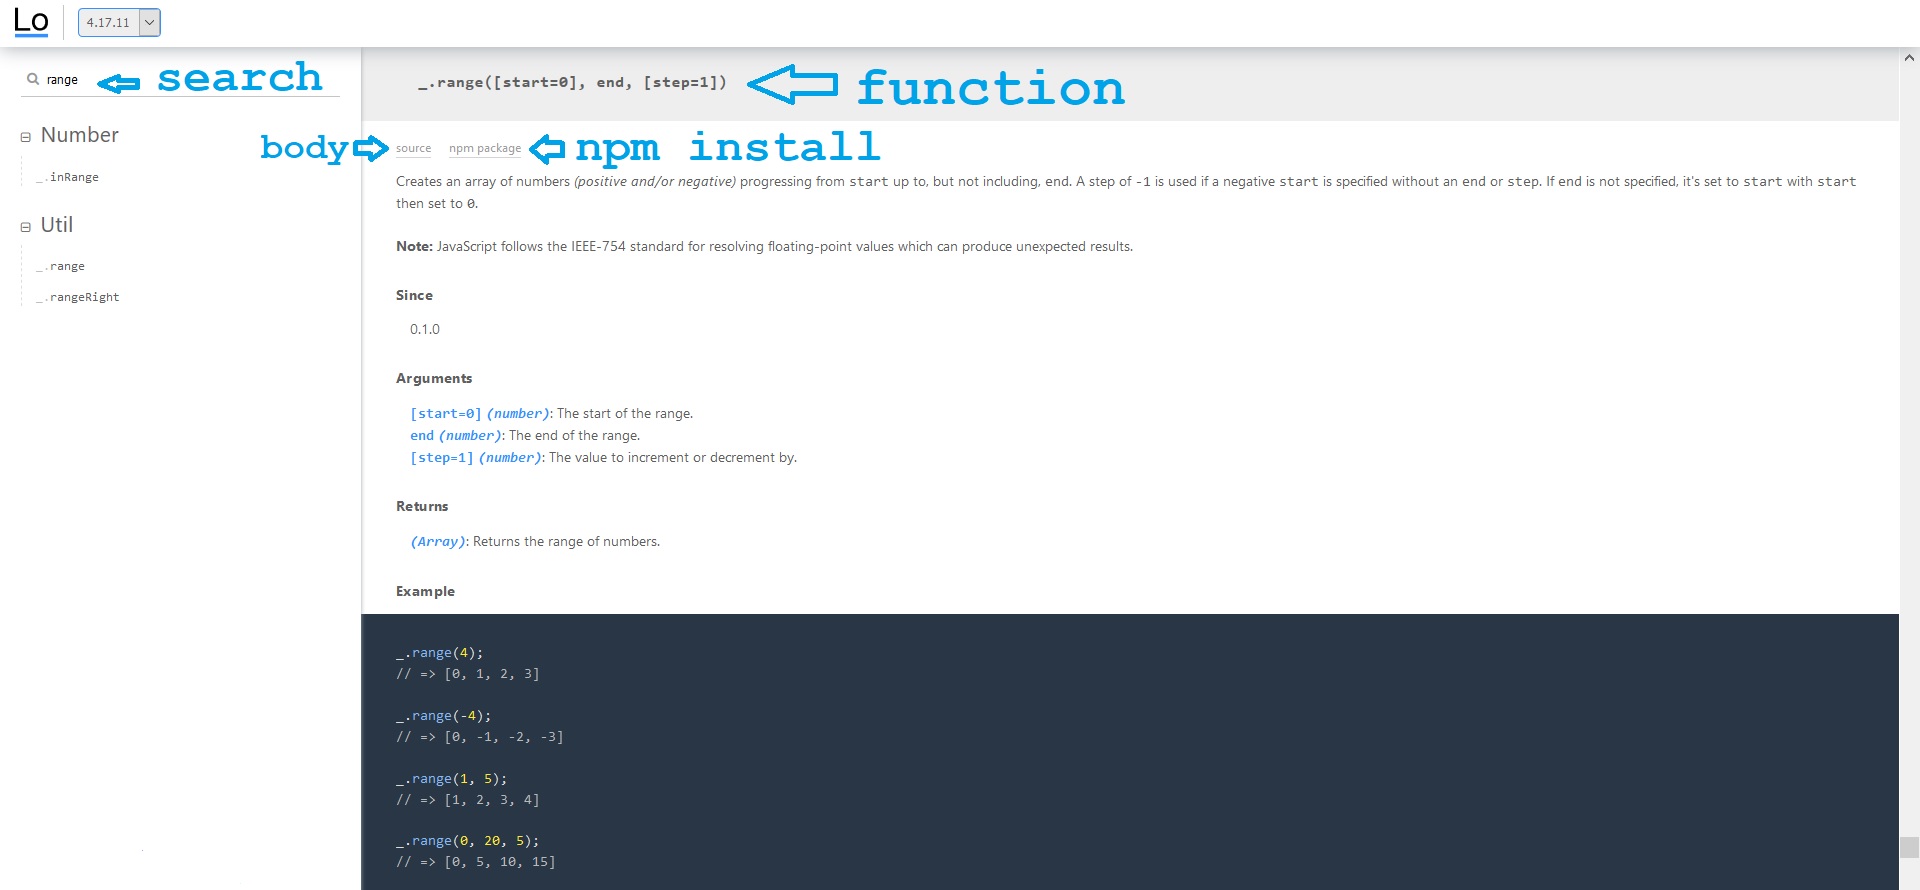 Lo 4.17.11
range search
Number
_.inRange
Util
_.range
_.rangeRight
_.range([start=0], end, [step=1]) function
body source npm package npm install
Creates an array of numbers (positive and/or negative) progressing from start up to, but not including, end. A step of -1 is used if a negative start is specified without an end or step. If end is not specified, it's set to start with start
then set to 0.
Note: JavaScript follows the IEEE-754 standard for resolving floating-point values which can produce unexpected results.
Since
0.1.0
Arguments
[start=0] (number): The start of the range.
end (number): The end of the range.
[step=1] (number): The value to increment or decrement by.
Returns
(Array): Returns the range of numbers.
Example
_.range(4);
// => [0, 1, 2, 3]
_.range(-4);
// => [0, -1, -2, -3]
_.range(1, 5);
// => [1, 2, 3, 4]
_.range(0, 20, 5);
// => [0, 5, 10, 15]